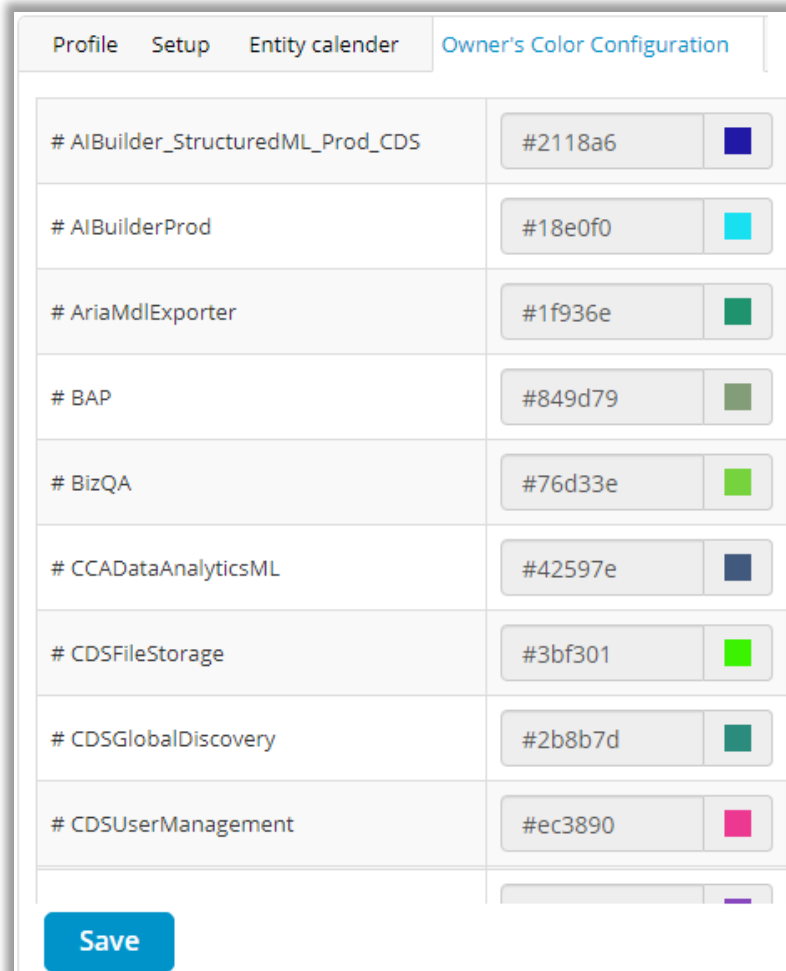 Profile Setup Entity calender Owner's Color Configuration
# AIBuilder_StructuredML_Prod_CDS #2118a6
# AIBuilderProd #18e0f0
# AriaMdlExporter #1f936e
# BAP #849d79
# BizQA #76d33e
# CCADataAnalyticsML #42597e
# CDSFileStorage #3bf301
# CDSGlobalDiscovery #2b8b7d
# CDSUserManagement #ec3890
Save